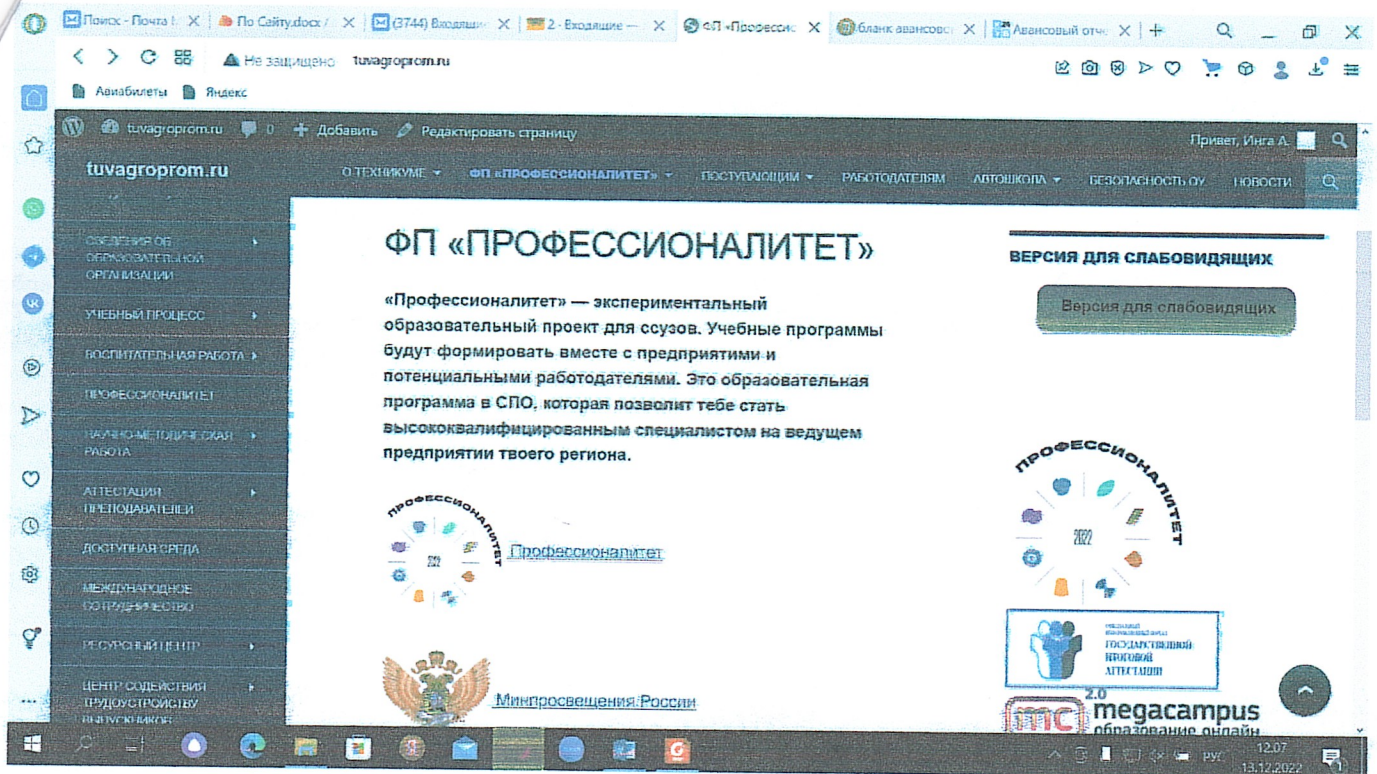 Поиск - Почта
По Сайту.docx /
(3744) Входящие
2 - Входящие —
ФП «Професси
бланк авансово
Авансовый отче
Не защищено tuvagroprom.ru
Авиабилеты
Яндекс
tuvagroprom.ru 0 + Добавить Редактировать страницу
Привет, Инга А.
tuvagroprom.ru
О ТЕХНИКУМЕ
ФП «ПРОФЕССИОНАЛИТЕТ»
ПОСТУПАЮЩИМ
РАБОТОДАТЕЛЯМ
АВТОШКОЛА
БЕЗОПАСНОСТЬ ОУ
НОВОСТИ
СВЕДЕНИЯ ОБ
ОБРАЗОВАТЕЛЬНОЙ
ОРГАНИЗАЦИИ
УЧЕБНЫЙ ПРОЦЕСС
ВОСПИТАТЕЛЬНАЯ РАБОТА
ПРОФЕССИОНАЛИТЕТ
НАУЧНО-МЕТОДИЧЕСКАЯ
РАБОТА
АТТЕСТАЦИЯ
ПРЕПОДАВАТЕЛЕЙ
ДОСТУПНАЯ СРЕДА
МЕЖДУНАРОДНОЕ
СОТРУДНИЧЕСТВО
РЕСУРСНЫЙ ЦЕНТР
ЦЕНТР СОДЕЙСТВИЯ
ТРУДОУСТРОЙСТВУ
ВЫПУСКНИКОВ
ФП «ПРОФЕССИОНАЛИТЕТ»
«Профессионалитет» — экспериментальный
образовательный проект для ссузов. Учебные программы
будут формировать вместе с предприятиями и
потенциальными работодателями. Это образовательная
программа в СПО, которая позволит тебе стать
высококвалифицированным специалистом на ведущем
предприятии твоего региона.
ПРОФЕССИОНАЛИТЕТ
Профессионалитет
Минпросвещения России
ВЕРСИЯ ДЛЯ СЛАБОВИДЯЩИХ
Версия для слабовидящих
ПРОФЕССИОНАЛИТЕТ
2022
ГОСУДАРСТВЕННОЙ
ИТОГОВОЙ
АТТЕСТАЦИИ
2.0
mc megacampus
образование онлайн
РУС
12:07
13.12.2022